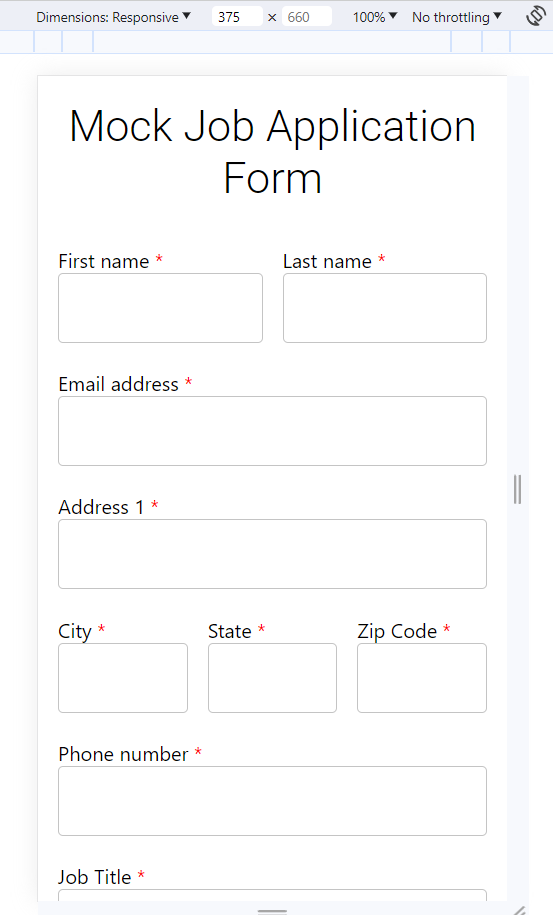 Dimensions: Responsive ▼ 375 × 660 100% ▼ No throttling ▼
Mock Job Application
Form
First name * Last name *
Email address *
Address 1 *
City * State * Zip Code *
Phone number *
Job Title *